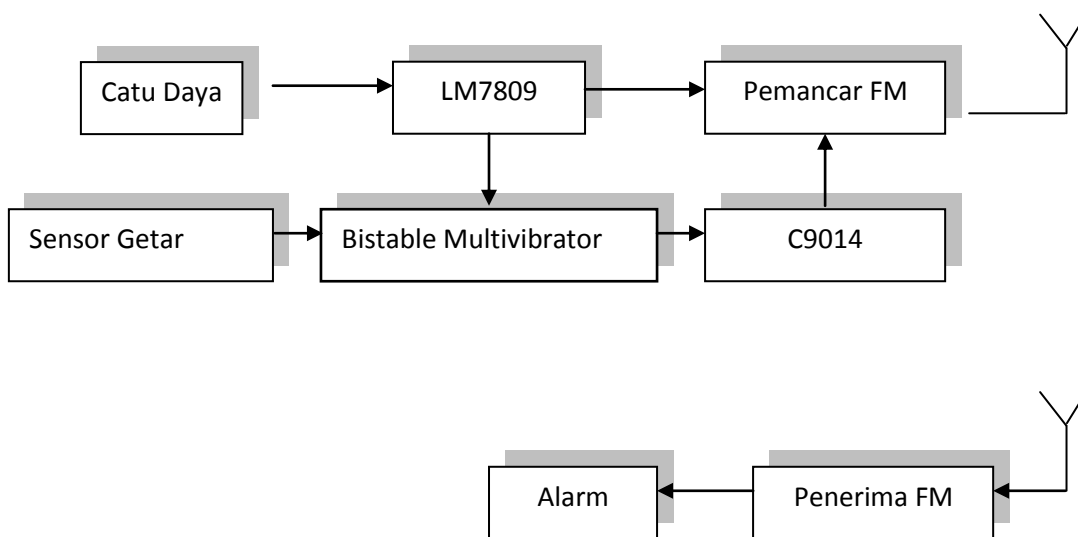 Catu Daya
LM7809
Pemancar FM
Sensor Getar
Bistable Multivibrator
C9014
Alarm
Penerima FM